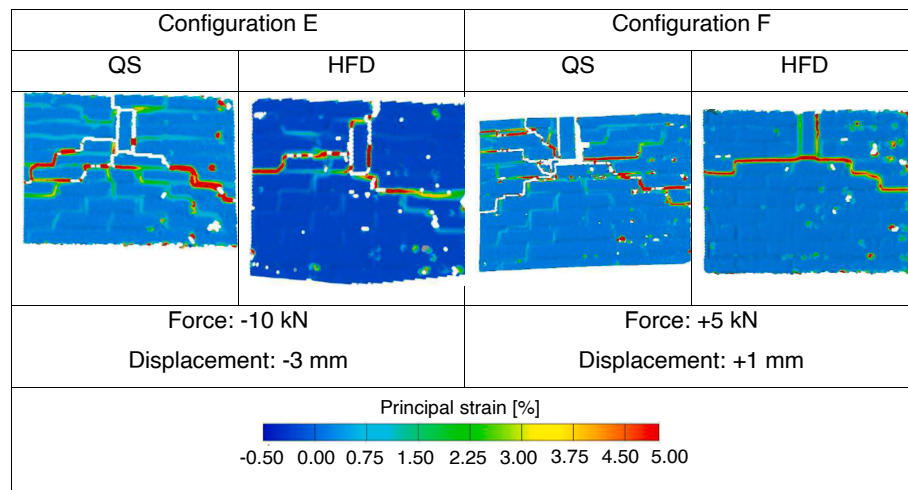 Configuration E Configuration F
QS HFD QS HFD
Force: -10 kN Force: +5 kN
Displacement: -3 mm Displacement: +1 mm
Principal strain [%]
-0.50 0.00 0.75 1.50 2.25 3.00 3.75 4.50 5.00